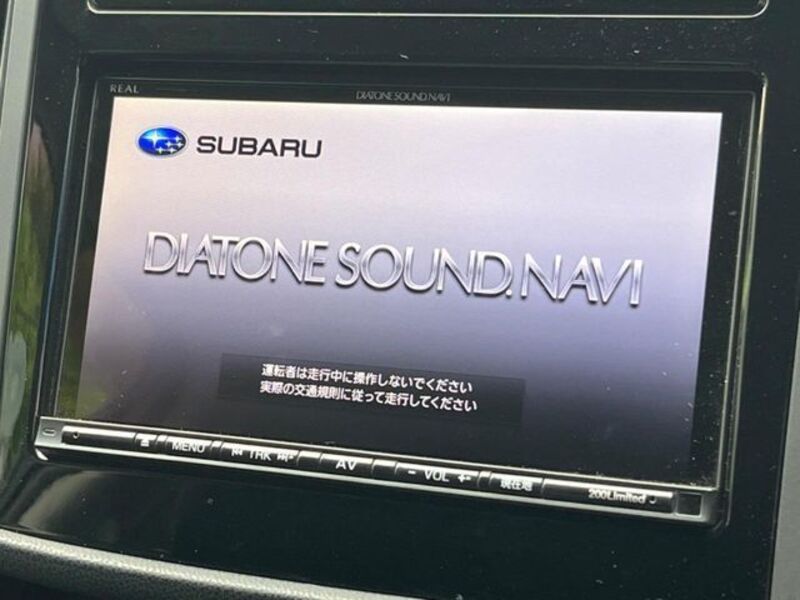 REAL
DIATONE SOUND.NAVI
SUBARU
DIATONE SOUND.NAVI
運転者は走行中に操作しないでください
実際の交通規則に従って走行してください
MENU TRK AV - VOL + 現在地 200Limited